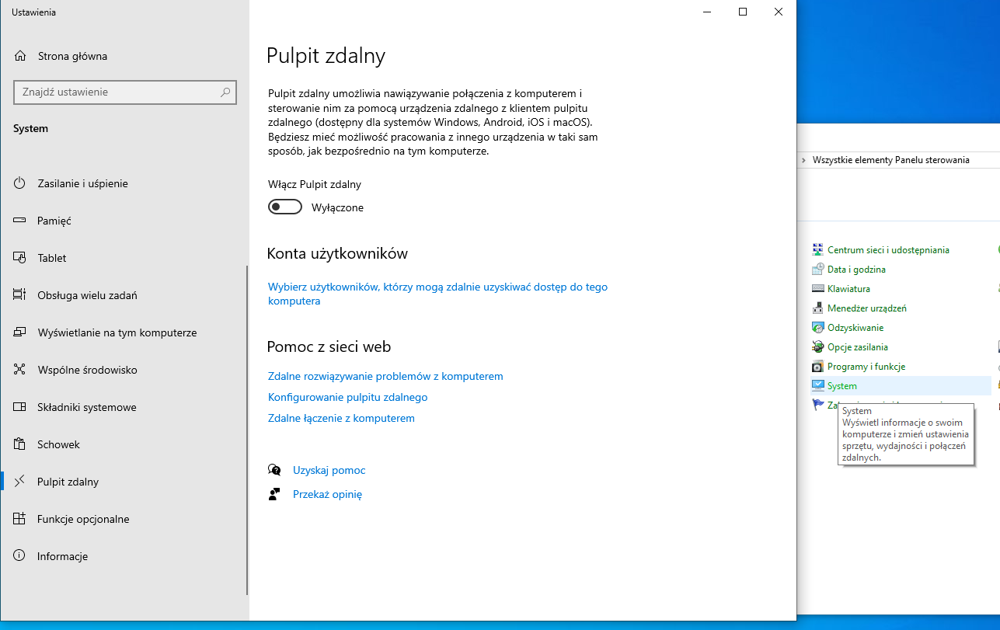 Ustawienia
Strona główna
Znajdź ustawienie
System
Zasilanie i uśpienie
Pamięć
Tablet
Obsługa wielu zadań
Wyświetlanie na tym komputerze
Wspólne środowisko
Składniki systemowe
Schowek
Pulpit zdalny
Funkcje opcjonalne
Informacje
Pulpit zdalny
Pulpit zdalny umożliwia nawiązywanie połączenia z komputerem i
sterowanie nim za pomocą urządzenia zdalnego z klientem pulpitu
zdalnego (dostępny dla systemów Windows, Android, iOS i macOS).
Będziesz mieć możliwość pracowania z innego urządzenia w taki sam
sposób, jak bezpośrednio na tym komputerze.
Włącz Pulpit zdalny
Wyłączone
Konta użytkowników
Wybierz użytkowników, którzy mogą zdalnie uzyskiwać dostęp do tego
komputera
Pomoc z sieci web
Zdalne rozwiązywanie problemów z komputerem
Konfigurowanie pulpitu zdalnego
Zdalne łączenie z komputerem
Uzyskaj pomoc
Przekaż opinię
Wszystkie elementy Panelu sterowania
Centrum sieci i udostępniania
Data i godzina
Klawiatura
Menedżer urządzeń
Odzyskiwanie
Opcje zasilania
Programy i funkcje
System
System
Wyświetl informacje o swoim
komputerze i zmień ustawienia
sprzętu, wydajności i połączeń
zdalnych.